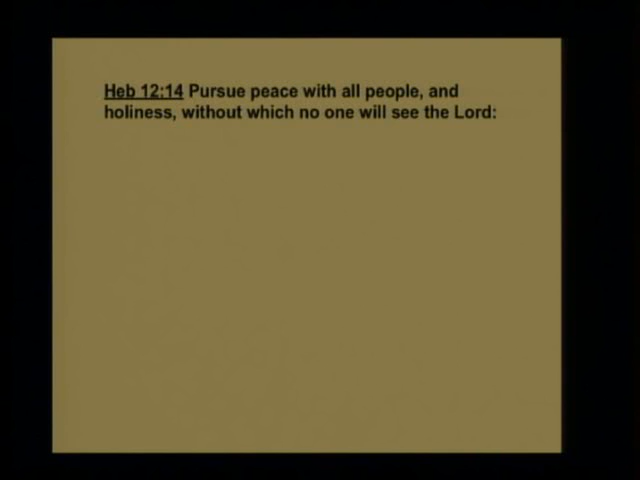 Heb 12:14 Pursue peace with all people, and
holiness, without which no one will see the Lord: